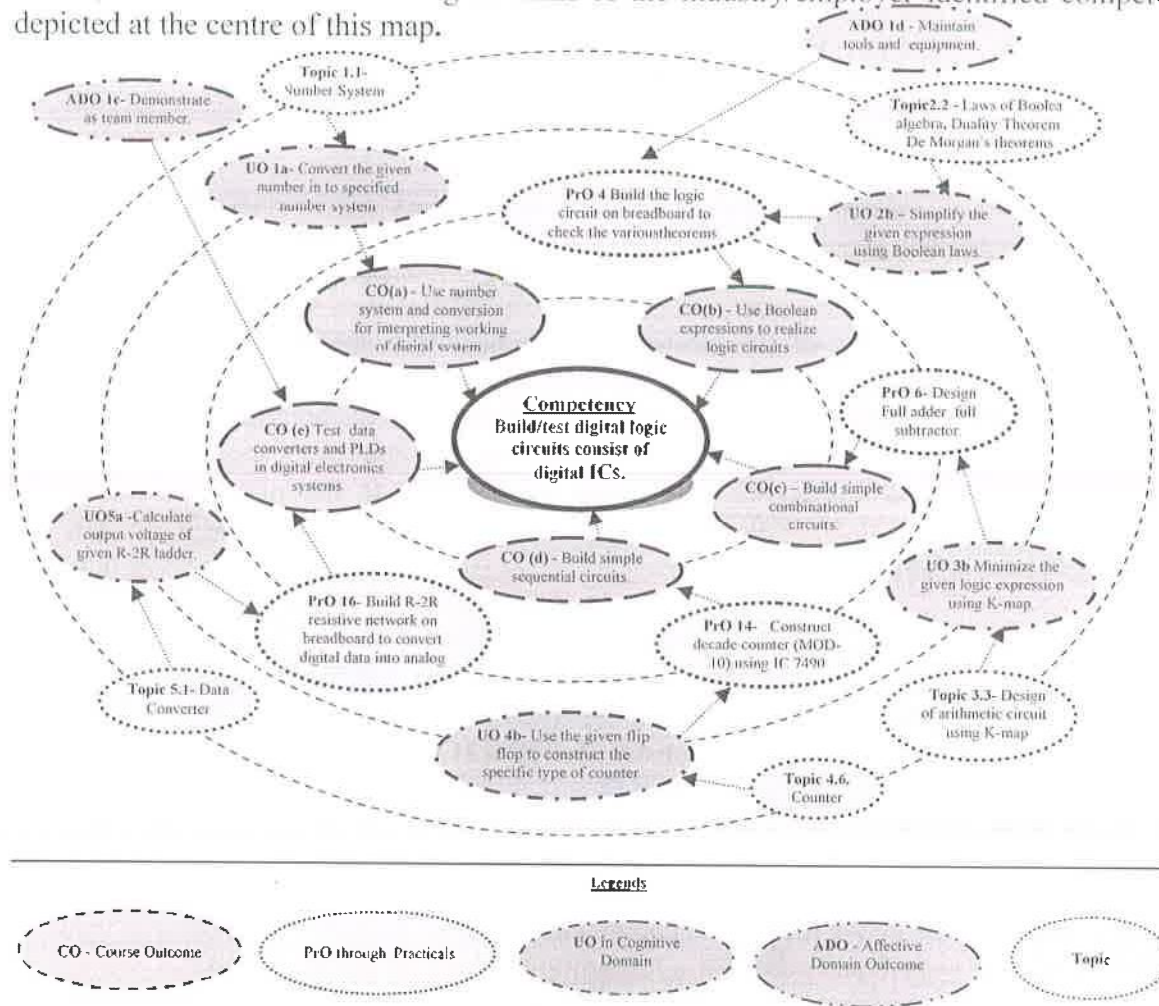 depicted at the centre of this map.
ADO 1d - Maintain
tools and equipment.
Topic 1.1-
Number System
ADO 1c- Demonstrate
as team member.
Topic2.2 - Laws of Boolea
algebra, Duality Theorem
De Morgan's theorems
UO 1a- Convert the given
number in to specified
number system
PrO 4 Build the logic
circuit on breadboard to
check the varioustheorems
UO 2b - Simplify the
given expression
using Boolean laws.
CO(a) - Use number
system and conversion
for interpreting working
of digital system
CO(b) - Use Boolean
expressions to realize
logic circuits
Competency
Build/test digital logic
circuits consist of
digital ICs.
PrO 6- Design
Full adder full
subtractor.
CO (e) Test data
converters and PLDs
in digital electronics
systems
CO(c) - Build simple
combinational
circuits.
UO5a -Calculate
output voltage of
given R-2R ladder.
CO (d) - Build simple
sequential circuits
UO 3b Minimize the
given logic expression
using K-map.
PrO 16- Build R-2R
resistive network on
breadboard to convert
digital data into analog
PrO 14- Construct
decade counter (MOD-
10) using IC 7490
Topic 5.1- Data
Converter
Topic 3.3- Design
of arithmetic circuit
using K-map
UO 4b- Use the given flip
flop to construct the
specific type of counter
Topic 4.6.
Counter
Legends
CO - Course Outcome
PrO through Practicals
UO in Cognitive
Domain
ADO - Affective
Domain Outcome
Topic